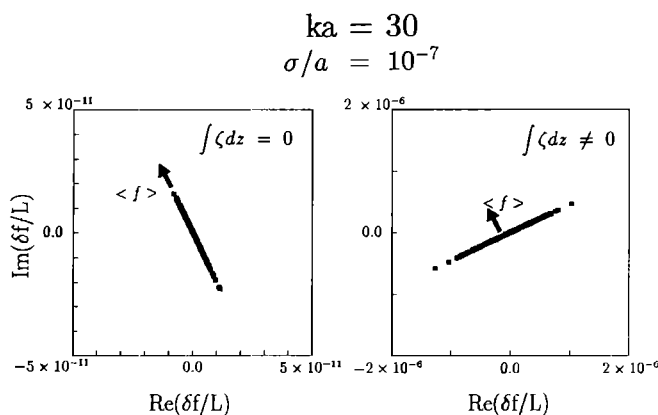 ka = 30
σ/a = 10⁻⁷
5 × 10⁻¹¹
∫ζdz = 0
< f >
0.0
Im(δf/L)
−5 × 10⁻¹¹
0.0
5 × 10⁻¹¹
Re(δf/L)
2 × 10⁻⁶
∫ζdz ≠ 0
< f >
0.0
−2 × 10⁻⁶
0.0
2 × 10⁻⁶
Re(δf/L)